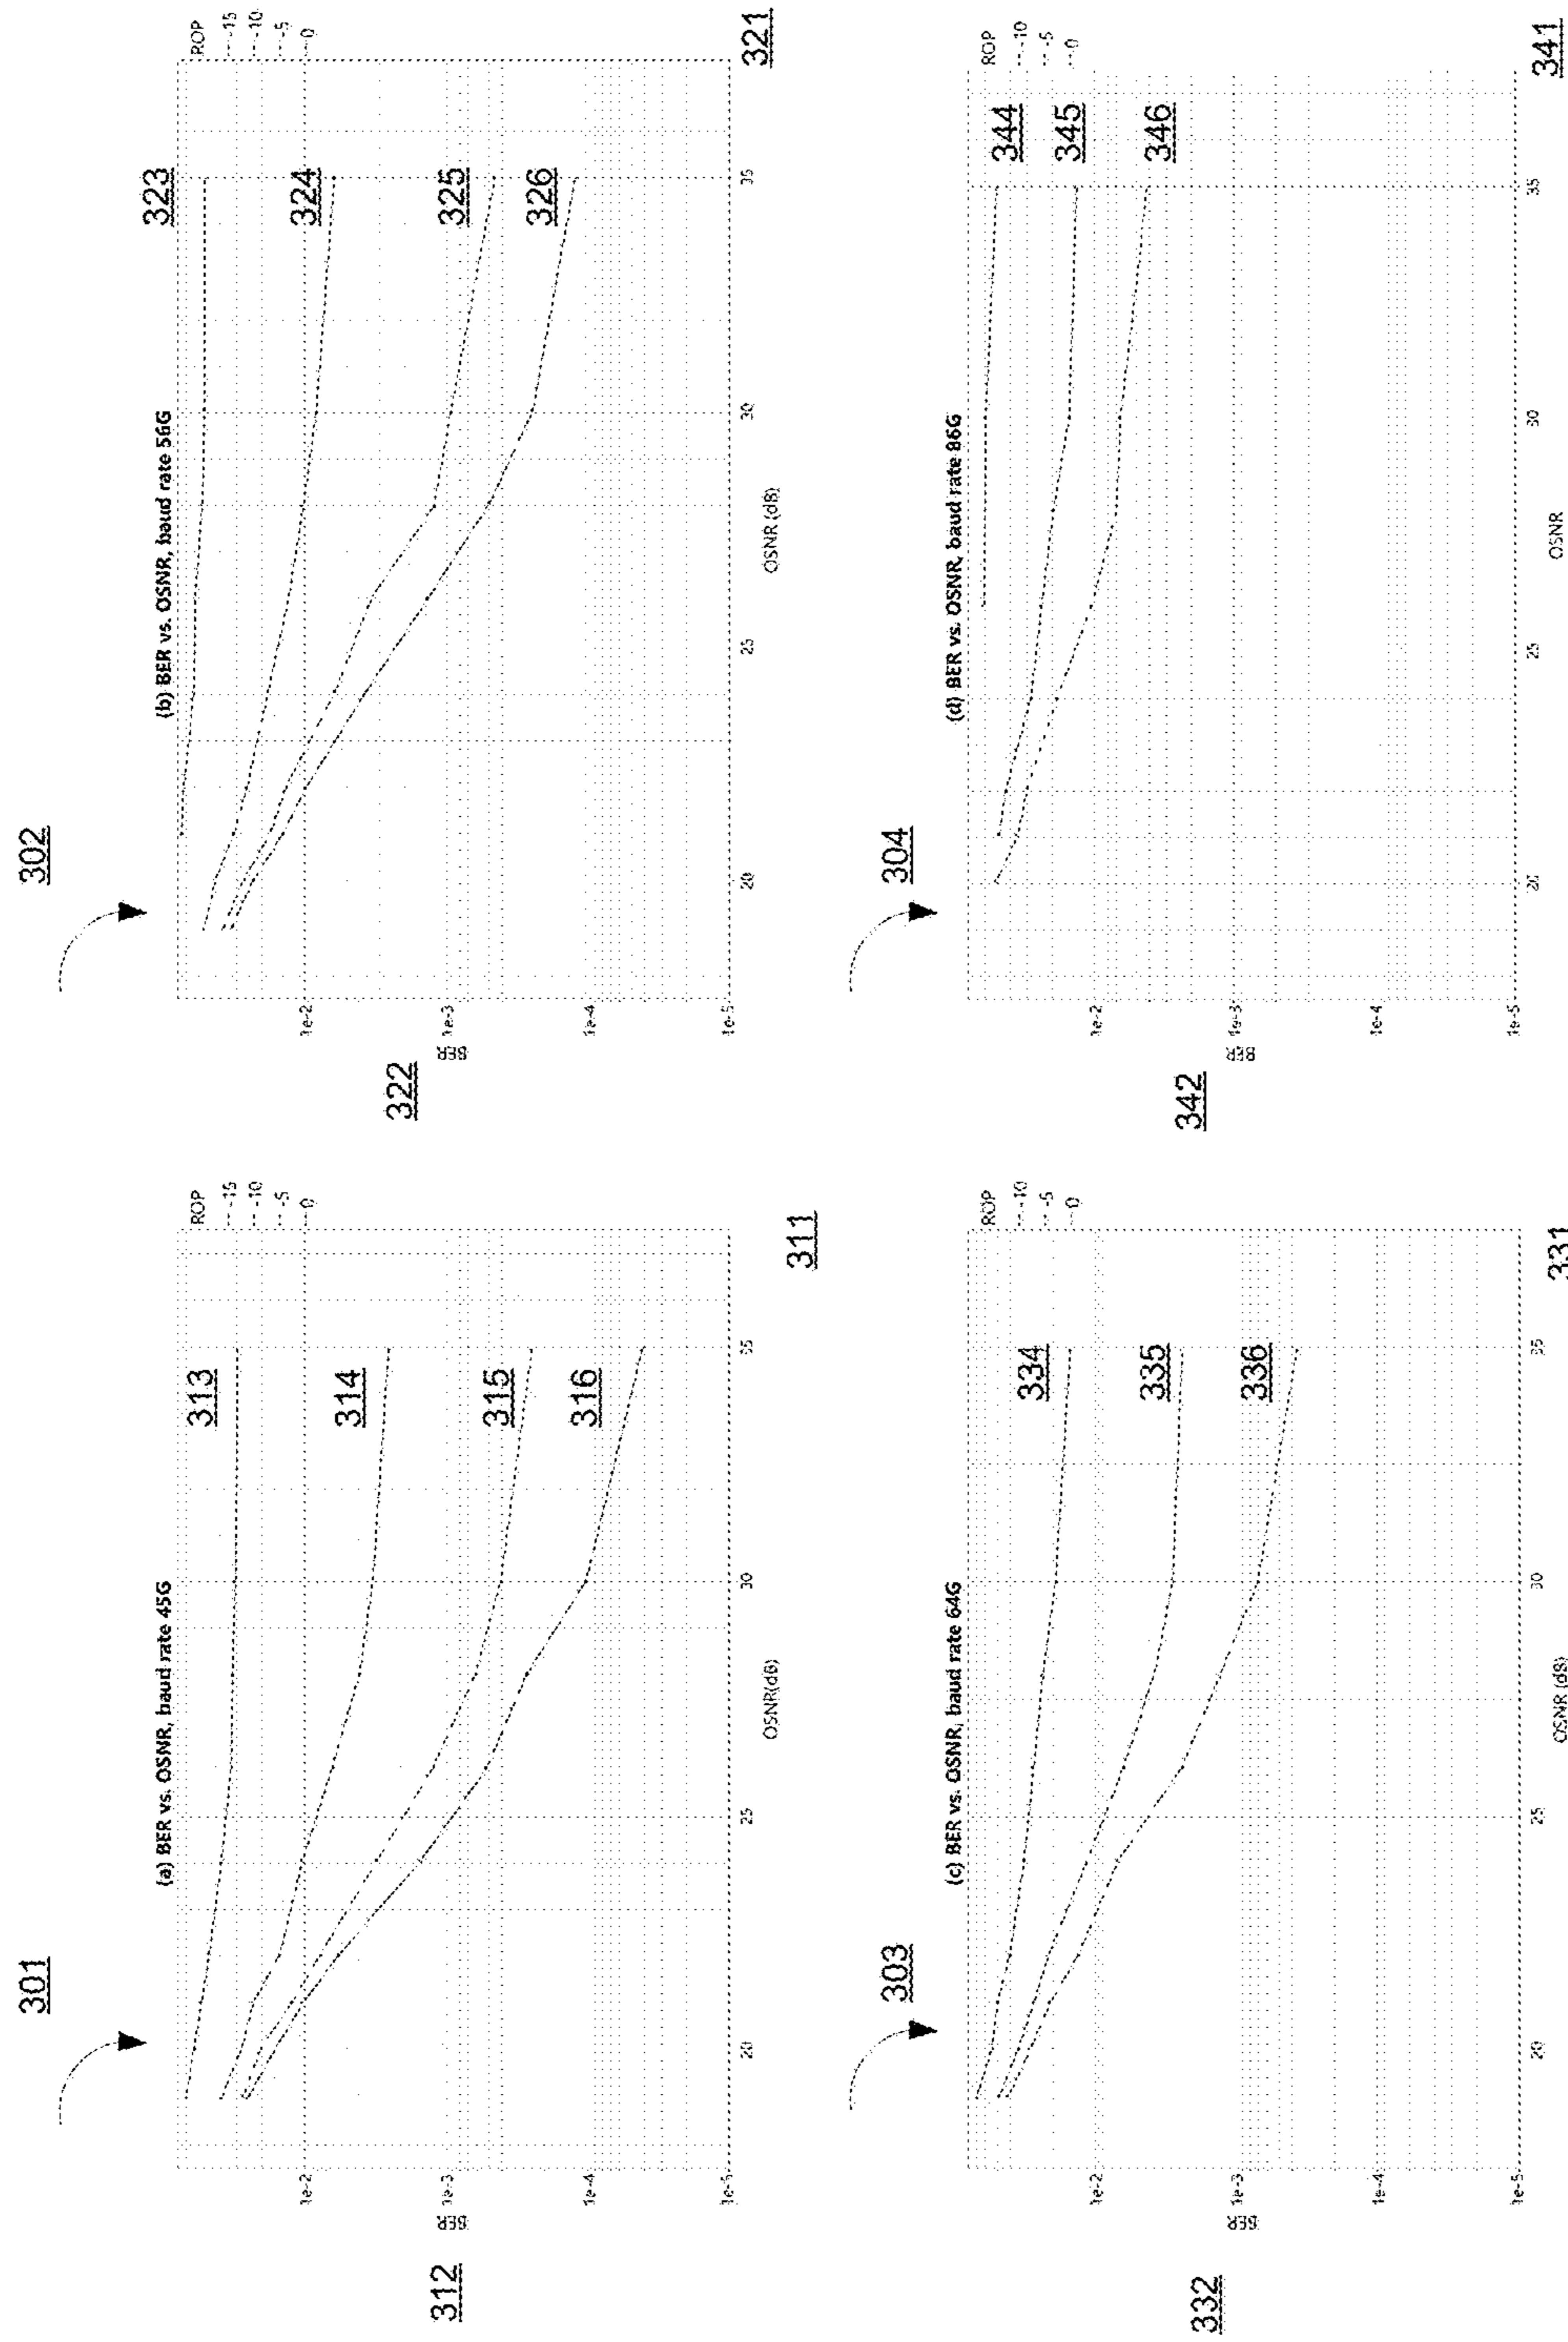 301
(a) BER vs. OSNR, baud rate 45G
ROP
-15
-10
-5
0
313
314
315
316
1e-2
1e-3
1e-4
1e-5
BER
312
20
25
30
35
OSNR(dB)
311
302
(b) BER vs. OSNR, baud rate 56G
ROP
-15
-10
-5
0
323
324
325
326
1e-2
1e-3
1e-4
1e-5
BER
322
20
25
30
35
OSNR (dB)
321
303
(c) BER vs. OSNR, baud rate 64G
ROP
-10
-5
0
334
335
336
1e-2
1e-3
1e-4
1e-5
BER
332
20
25
30
35
OSNR (dB)
331
304
(d) BER vs. OSNR, baud rate 86G
ROP
-10
-5
0
344
345
346
1e-2
1e-3
1e-4
1e-5
BER
342
20
25
30
35
OSNR
341